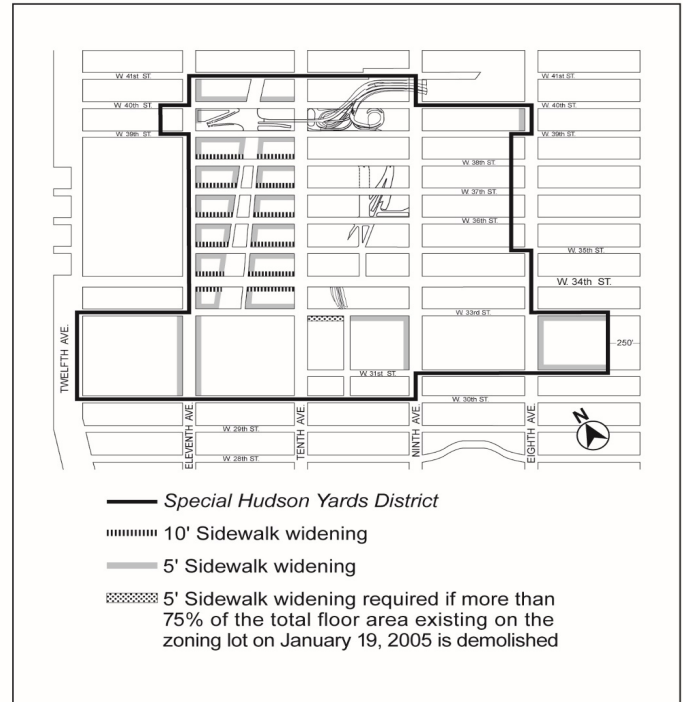 W. 41st ST.
W. 41st ST.
W. 40th ST.
W. 40th ST.
W. 39th ST.
W. 39th ST.
W. 38th ST.
W. 37th ST.
W. 36th ST.
W. 35th ST.
W. 34th ST.
W. 33rd ST.
250'
W. 31st ST.
W. 30th ST.
TWELFTH AVE.
ELEVENTH AVE.
TENTH AVE.
NINTH AVE.
EIGHTH AVE.
W. 29th ST.
W. 28th ST.
N
Special Hudson Yards District
10' Sidewalk widening
5' Sidewalk widening
5' Sidewalk widening required if more than
75% of the total floor area existing on the
zoning lot on January 19, 2005 is demolished